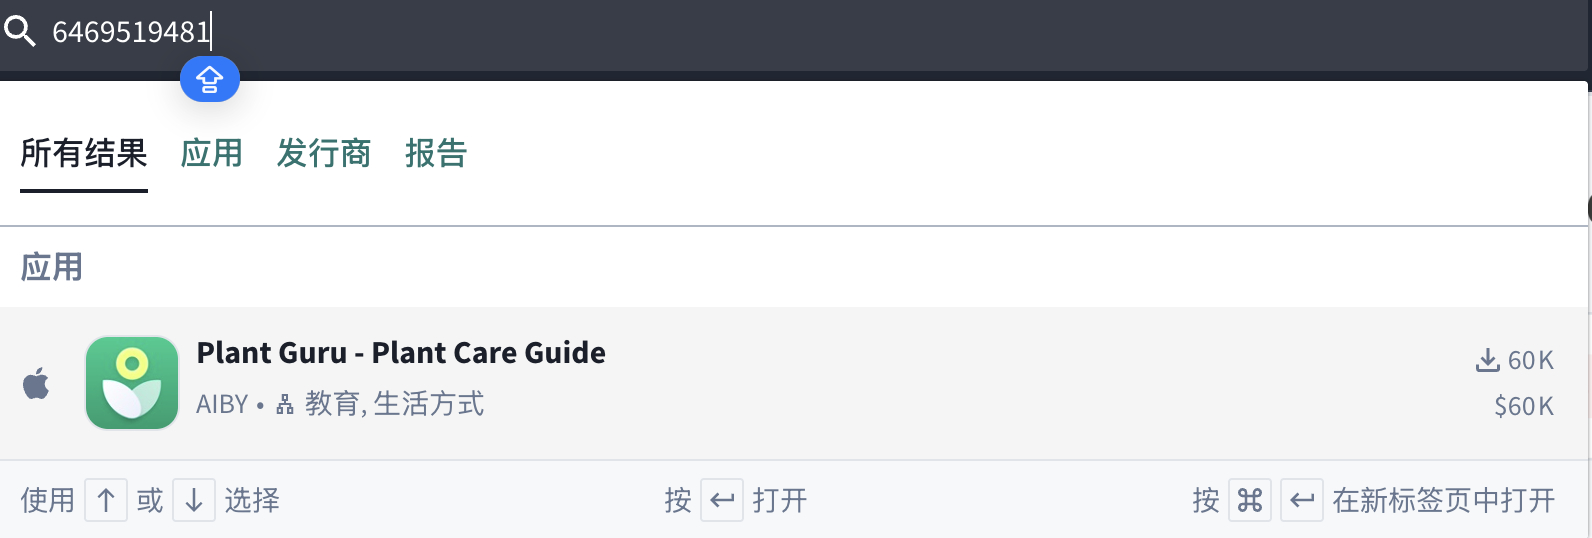 6469519481
所有结果 应用 发行商 报告
应用
Plant Guru - Plant Care Guide
60K
AIBY • 教育, 生活方式
$60K
使用 ↑ 或 ↓ 选择 按 ↵ 打开 按 ⌘ ↵ 在新标签页中打开